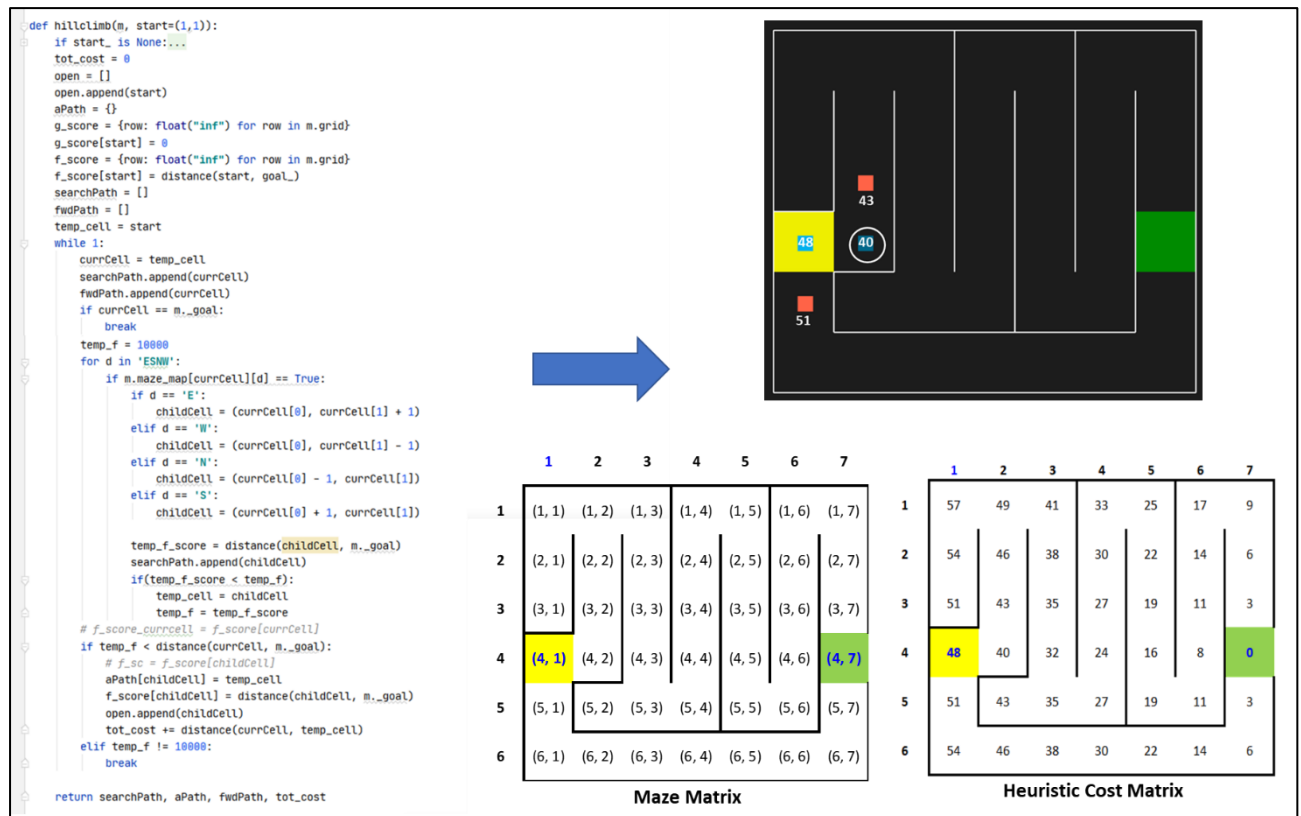 def hillclimb(m, start=(1,1)):
if start_ is None:...
tot_cost = 0
open = []
open.append(start)
aPath = {}
g_score = {row: float("inf") for row in m.grid}
g_score[start] = 0
f_score = {row: float("inf") for row in m.grid}
f_score[start] = distance(start, goal_)
searchPath = []
fwdPath = []
temp_cell = start
while 1:
currCell = temp_cell
searchPath.append(currCell)
fwdPath.append(currCell)
if currCell == m._goal:
break
temp_f = 10000
for d in 'ESNW':
if m.maze_map[currCell][d] == True:
if d == 'E':
childCell = (currCell[0], currCell[1] + 1)
elif d == 'W':
childCell = (currCell[0], currCell[1] - 1)
elif d == 'N':
childCell = (currCell[0] - 1, currCell[1])
elif d == 'S':
childCell = (currCell[0] + 1, currCell[1])
temp_f_score = distance(childCell, m._goal)
searchPath.append(childCell)
if(temp_f_score < temp_f):
temp_cell = childCell
temp_f = temp_f_score
# f_score_currcell = f_score[currCell]
if temp_f < distance(currCell, m._goal):
# f_sc = f_score[childCell]
aPath[childCell] = temp_cell
f_score[childCell] = distance(childCell, m._goal)
open.append(childCell)
tot_cost += distance(currCell, temp_cell)
elif temp_f != 10000:
break
return searchPath, aPath, fwdPath, tot_cost
43
48 40
51
1 2 3 4 5 6 7
1 (1, 1) (1, 2) (1, 3) (1, 4) (1, 5) (1, 6) (1, 7)
2 (2, 1) (2, 2) (2, 3) (2, 4) (2, 5) (2, 6) (2, 7)
3 (3, 1) (3, 2) (3, 3) (3, 4) (3, 5) (3, 6) (3, 7)
4 (4, 1) (4, 2) (4, 3) (4, 4) (4, 5) (4, 6) (4, 7)
5 (5, 1) (5, 2) (5, 3) (5, 4) (5, 5) (5, 6) (5, 7)
6 (6, 1) (6, 2) (6, 3) (6, 4) (6, 5) (6, 6) (6, 7)
Maze Matrix
1 2 3 4 5 6 7
1 57 49 41 33 25 17 9
2 54 46 38 30 22 14 6
3 51 43 35 27 19 11 3
4 48 40 32 24 16 8 0
5 51 43 35 27 19 11 3
6 54 46 38 30 22 14 6
Heuristic Cost Matrix